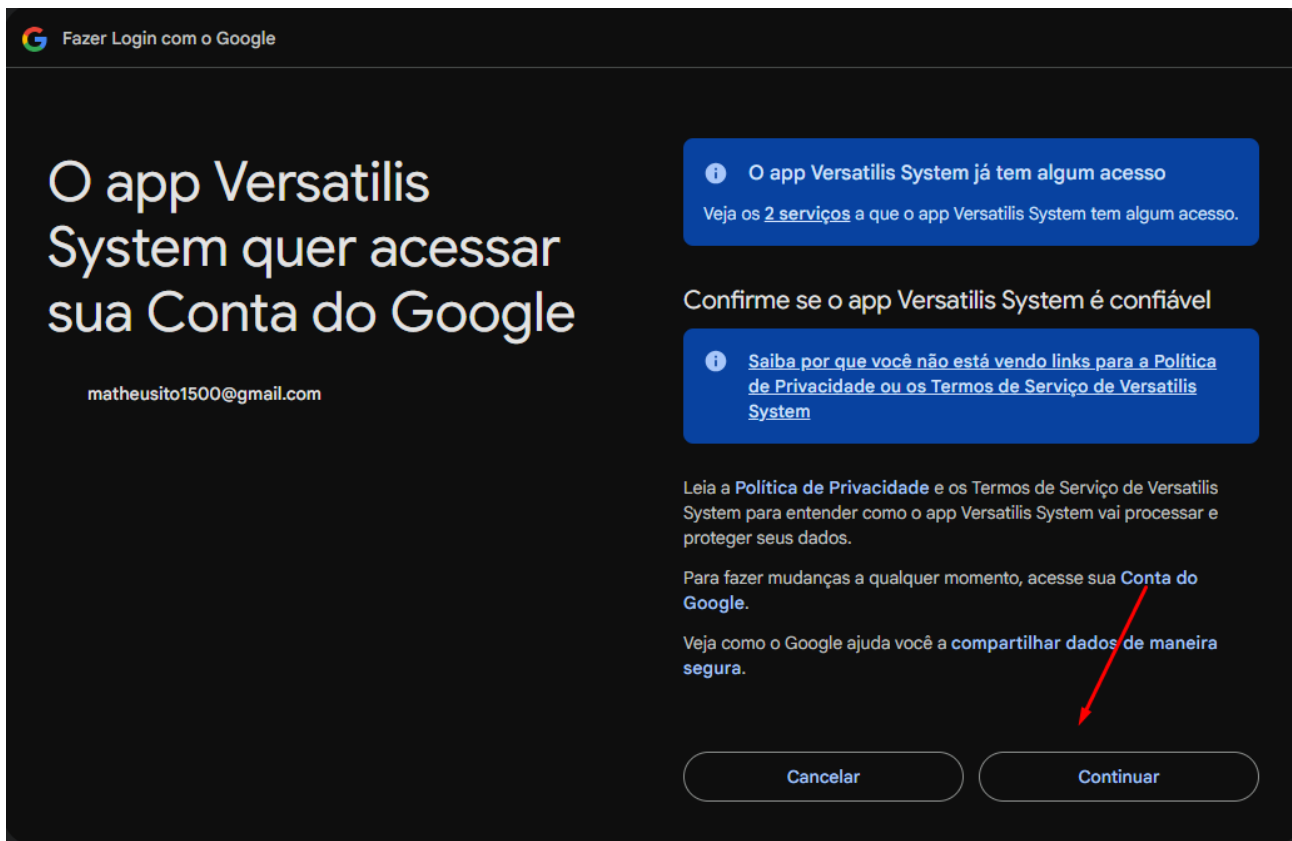 Fazer Login com o Google
O app Versatilis
System quer acessar
sua Conta do Google
matheusito1500@gmail.com
O app Versatilis System já tem algum acesso
Veja os 2 serviços a que o app Versatilis System tem algum acesso.
Confirme se o app Versatilis System é confiável
Saiba por que você não está vendo links para a Política
de Privacidade ou os Termos de Serviço de Versatilis
System
Leia a Política de Privacidade e os Termos de Serviço de Versatilis
System para entender como o app Versatilis System vai processar e
proteger seus dados.
Para fazer mudanças a qualquer momento, acesse sua Conta do
Google.
Veja como o Google ajuda você a compartilhar dados de maneira
segura.
Cancelar
Continuar